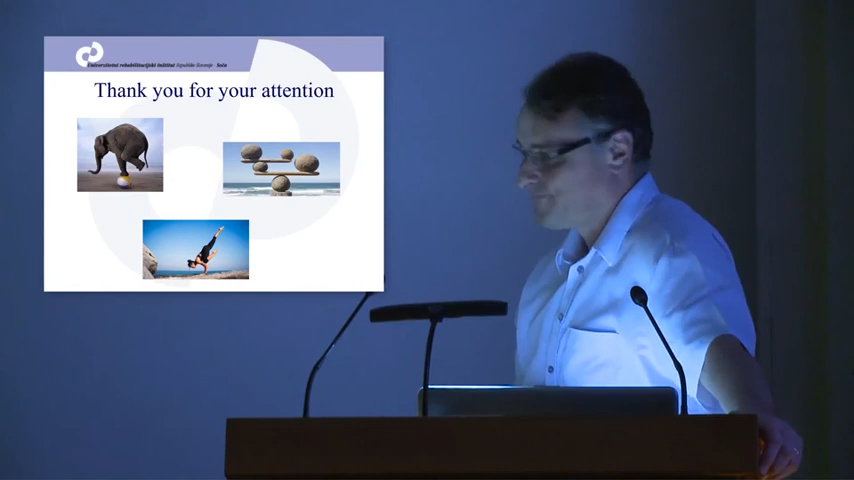 Univerzitetni rehabilitacijski inštitut Republike Slovenije Soča
Thank you for your attention